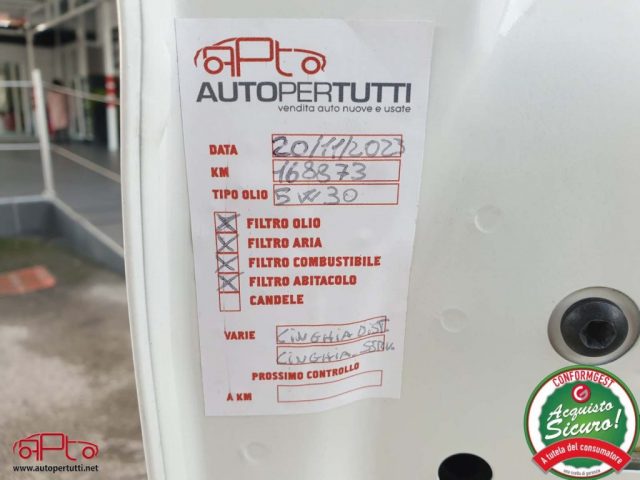 APto
AUTOPERTUTTI
vendita auto nuove e usate
DATA 20/11/2023
KM 168873
TIPO OLIO 5W30
FILTRO OLIO
FILTRO ARIA
FILTRO COMBUSTIBILE
FILTRO ABITACOLO
CANDELE
VARIE CINGHIA DIST
CINGHIA
PROSSIMO CONTROLLO
A KM
APto
www.autopertutti.net
CONFORMGEST
Acquisto
Sicuro!
A tutela del consumatore